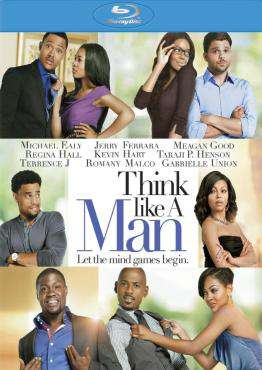 Blu-ray Disc
MICHAEL EALY JERRY FERRARA MEAGAN GOOD
REGINA HALL KEVIN HART TARAJI P. HENSON
TERRENCE J ROMANY MALCO GABRIELLE UNION
Think
like A
Man
Let the mind games begin.